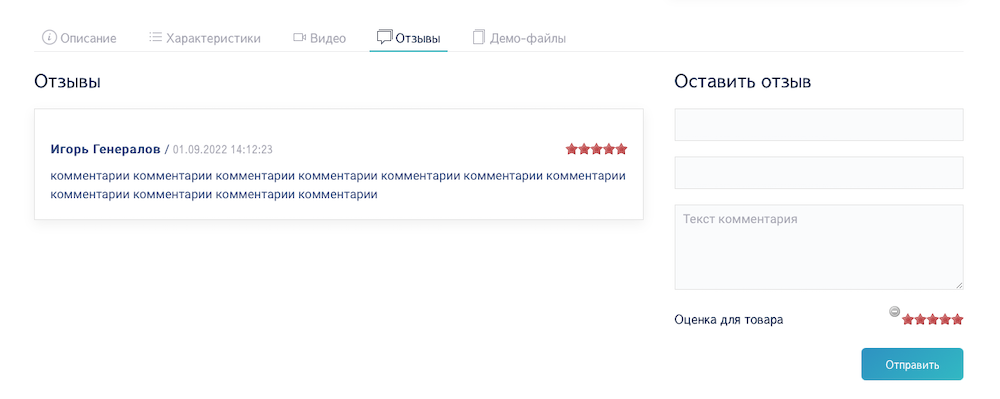 Описание Характеристики Видео Отзывы Демо-файлы
Отзывы
Игорь Генералов / 01.09.2022 14:12:23
комментарии комментарии комментарии комментарии комментарии комментарии комментарии
комментарии комментарии комментарии комментарии
Оставить отзыв
Текст комментария
Оценка для товара
Отправить